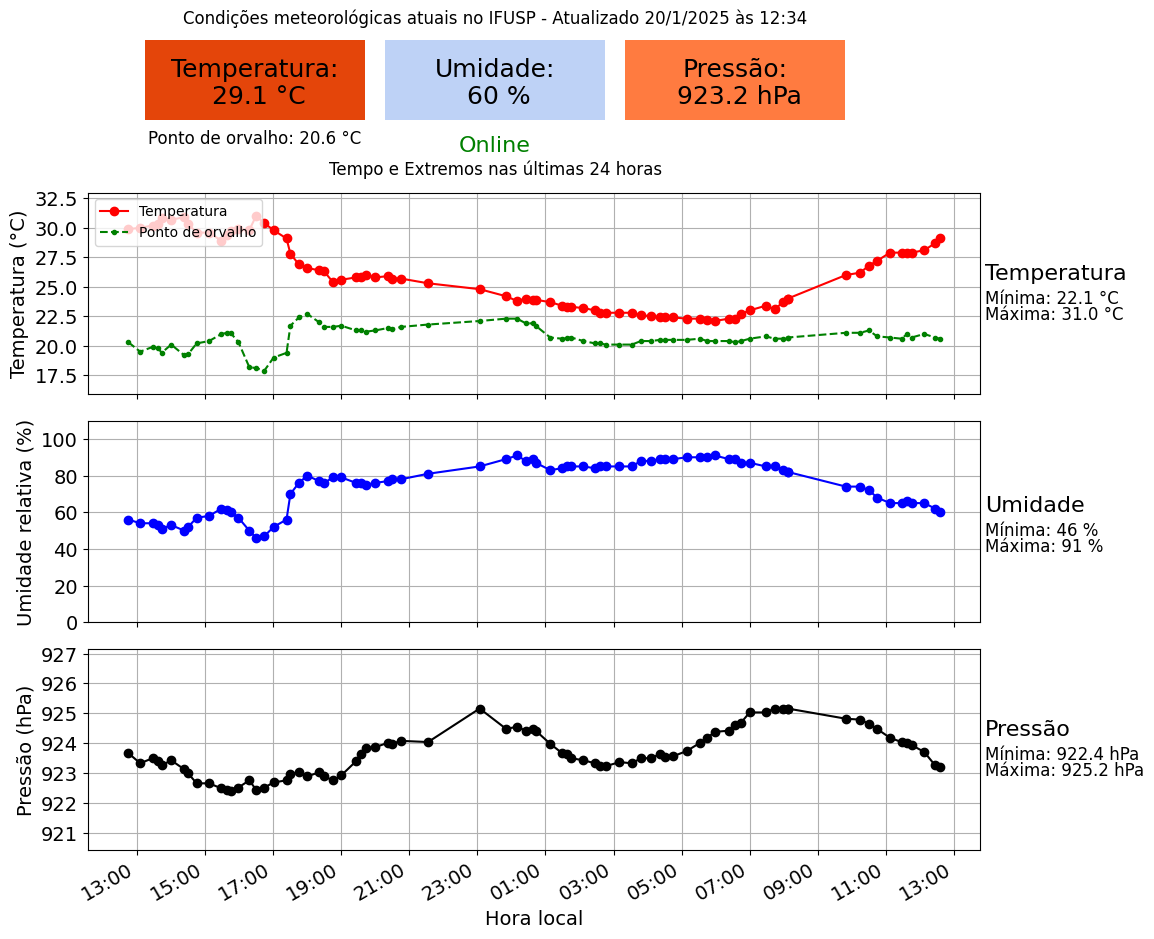 Condições meteorológicas atuais no IFUSP - Atualizado 20/1/2025 às 12:34
Temperatura:
29.1 °C
Umidade:
60 %
Pressão:
923.2 hPa
Ponto de orvalho: 20.6 °C
Online
Tempo e Extremos nas últimas 24 horas
Temperatura (°C)
32.5
30.0
27.5
25.0
22.5
20.0
17.5
Temperatura
Ponto de orvalho
Temperatura
Mínima: 22.1 °C
Máxima: 31.0 °C
Umidade relativa (%)
100
80
60
40
20
0
Umidade
Mínima: 46 %
Máxima: 91 %
Pressão (hPa)
927
926
925
924
923
922
921
Pressão
Mínima: 922.4 hPa
Máxima: 925.2 hPa
13:00 15:00 17:00 19:00 21:00 23:00 01:00 03:00 05:00 07:00 09:00 11:00 13:00
Hora local